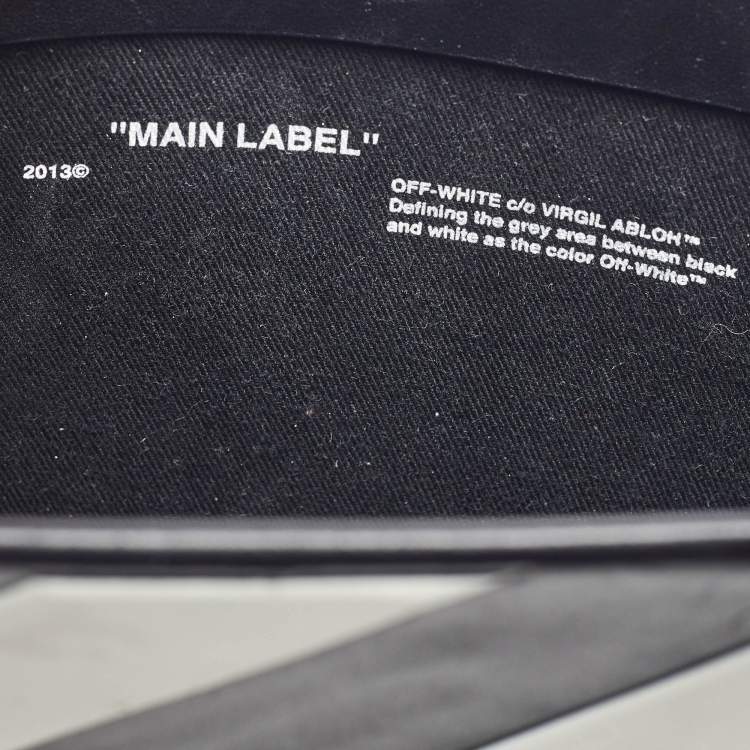 "MAIN LABEL"
2013©
OFF-WHITE c/o VIRGIL ABLOH™
Defining the grey area between black
and white as the color Off-White™